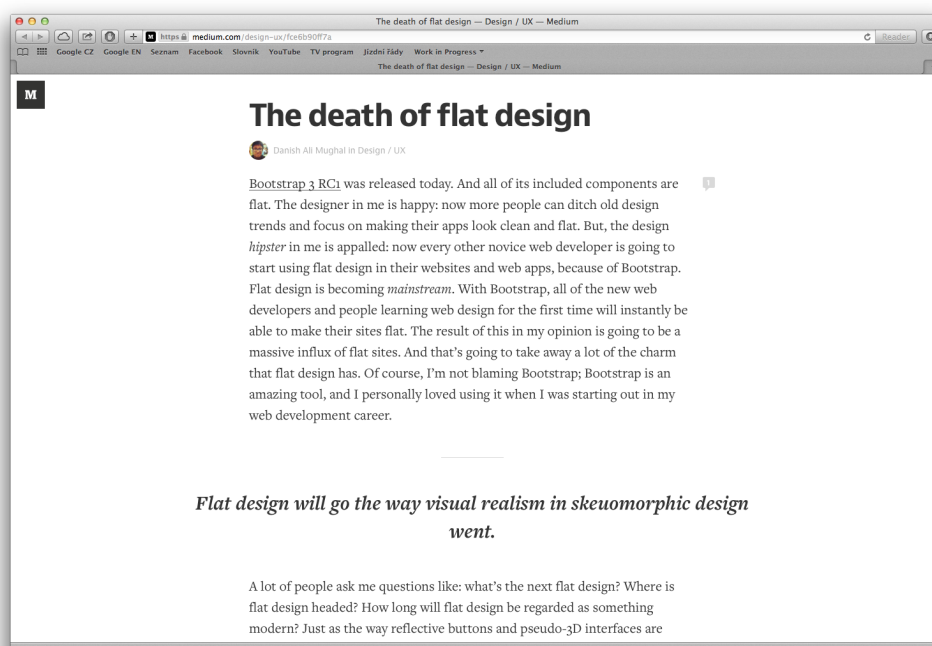 The death of flat design — Design / UX — Medium
M https medium.com/design-ux/fce6b90ff7a Reader
Google CZ Google EN Seznam Facebook Slovník YouTube TV program Jízdní řády Work in Progress
The death of flat design — Design / UX — Medium
M
The death of flat design
Danish Ali Mughal in Design / UX
Bootstrap 3 RC1 was released today. And all of its included components are
flat. The designer in me is happy: now more people can ditch old design
trends and focus on making their apps look clean and flat. But, the design
hipster in me is appalled: now every other novice web developer is going to
start using flat design in their websites and web apps, because of Bootstrap.
Flat design is becoming mainstream. With Bootstrap, all of the new web
developers and people learning web design for the first time will instantly be
able to make their sites flat. The result of this in my opinion is going to be a
massive influx of flat sites. And that’s going to take away a lot of the charm
that flat design has. Of course, I’m not blaming Bootstrap; Bootstrap is an
amazing tool, and I personally loved using it when I was starting out in my
web development career.
Flat design will go the way visual realism in skeuomorphic design
went.
A lot of people ask me questions like: what’s the next flat design? Where is
flat design headed? How long will flat design be regarded as something
modern? Just as the way reflective buttons and pseudo-3D interfaces are